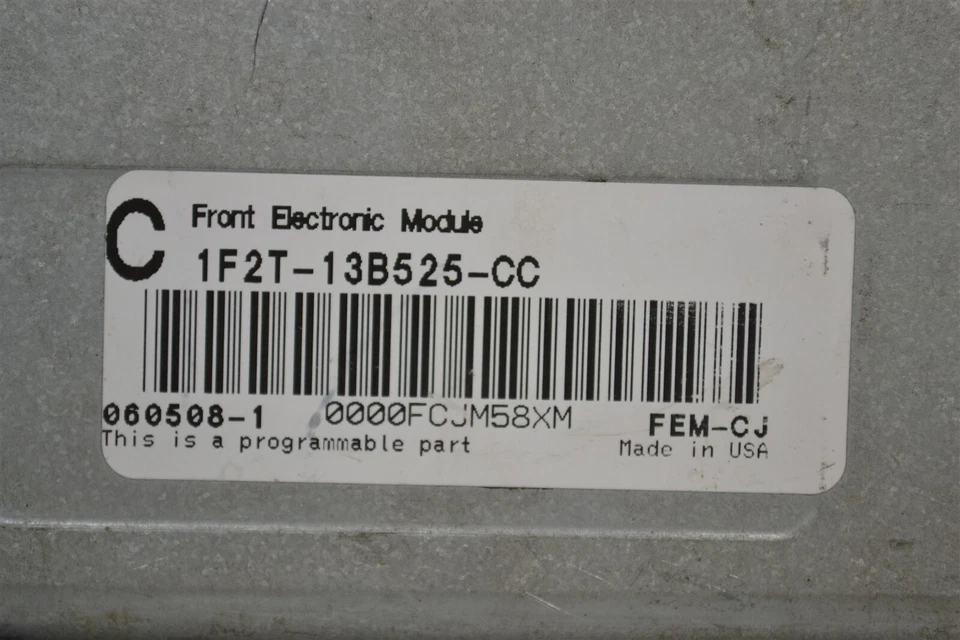 C
Front Electronic Module
1F2T-13B525-CC
060508-1 0000FCJM58XM FEM-CJ
This is a programmable part Made in USA